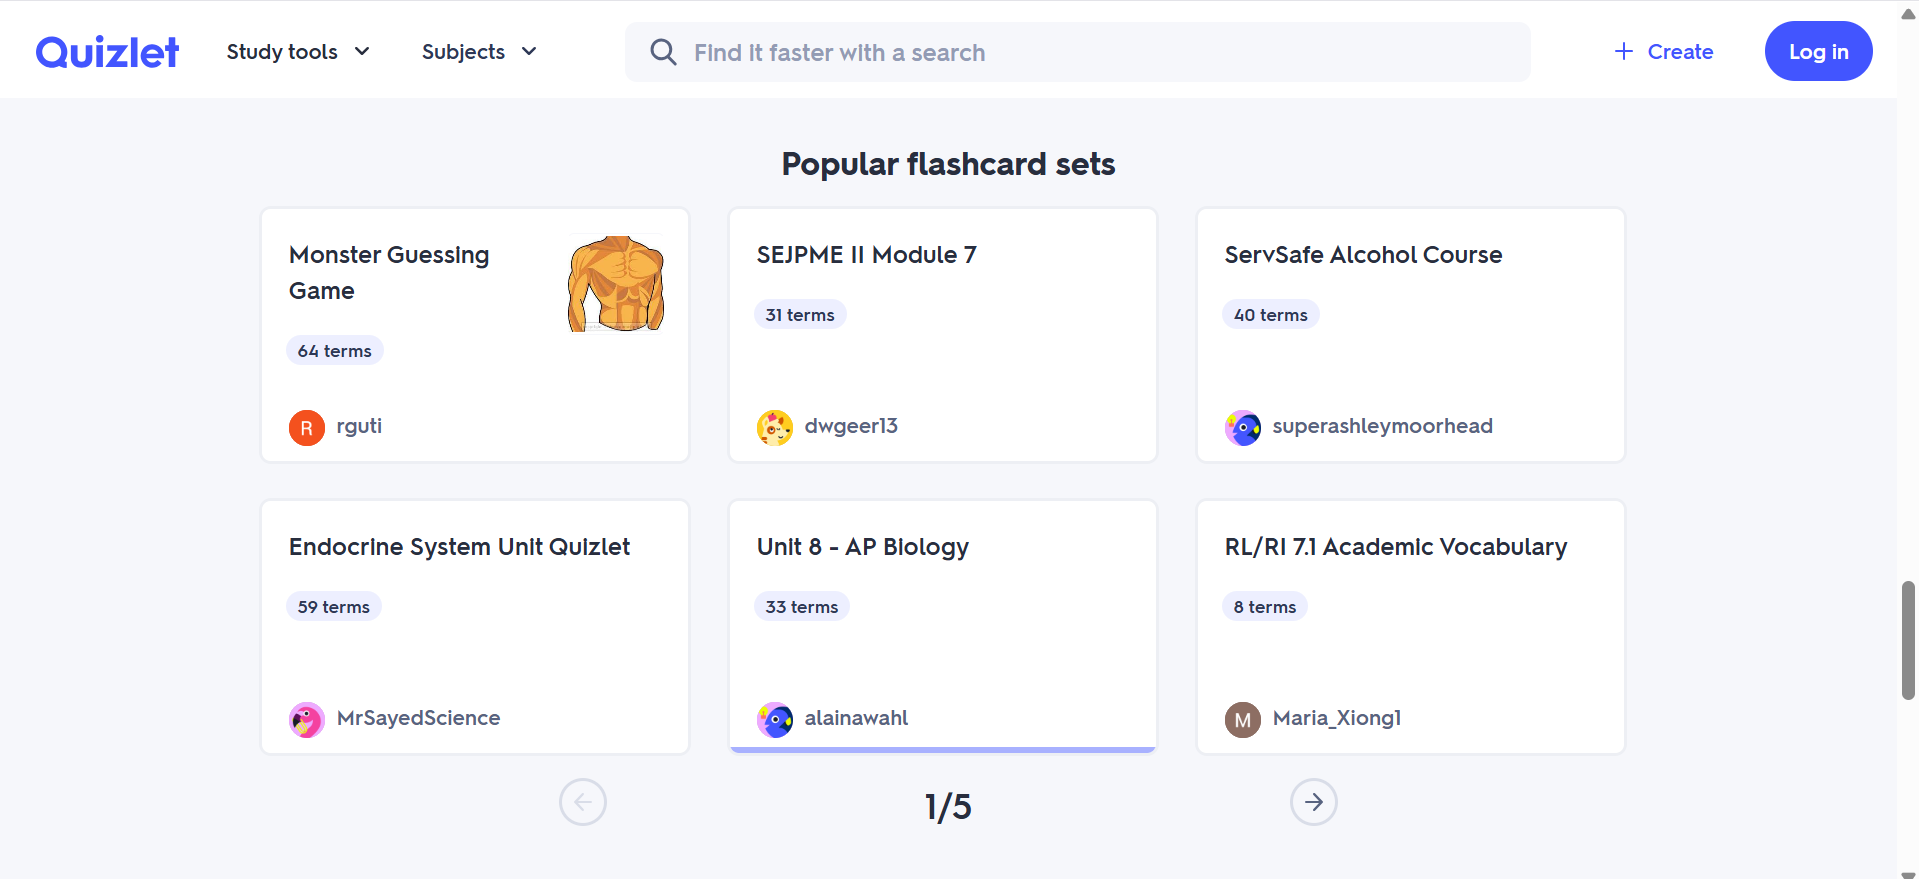 Quizlet
Study tools
Subjects
Find it faster with a search
+ Create
Log in
Popular flashcard sets
Monster Guessing
Game
64 terms
R rguti
SEJPME II Module 7
31 terms
dwgeer13
ServSafe Alcohol Course
40 terms
superashleymoorhead
Endocrine System Unit Quizlet
59 terms
MrSayedScience
Unit 8 - AP Biology
33 terms
alainawahl
RL/RI 7.1 Academic Vocabulary
8 terms
M Maria_Xiong1
1/5